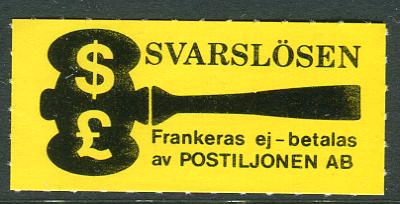 $
£
SVARSLÖSEN
Frankeras ej – betalas
av POSTILJONEN AB